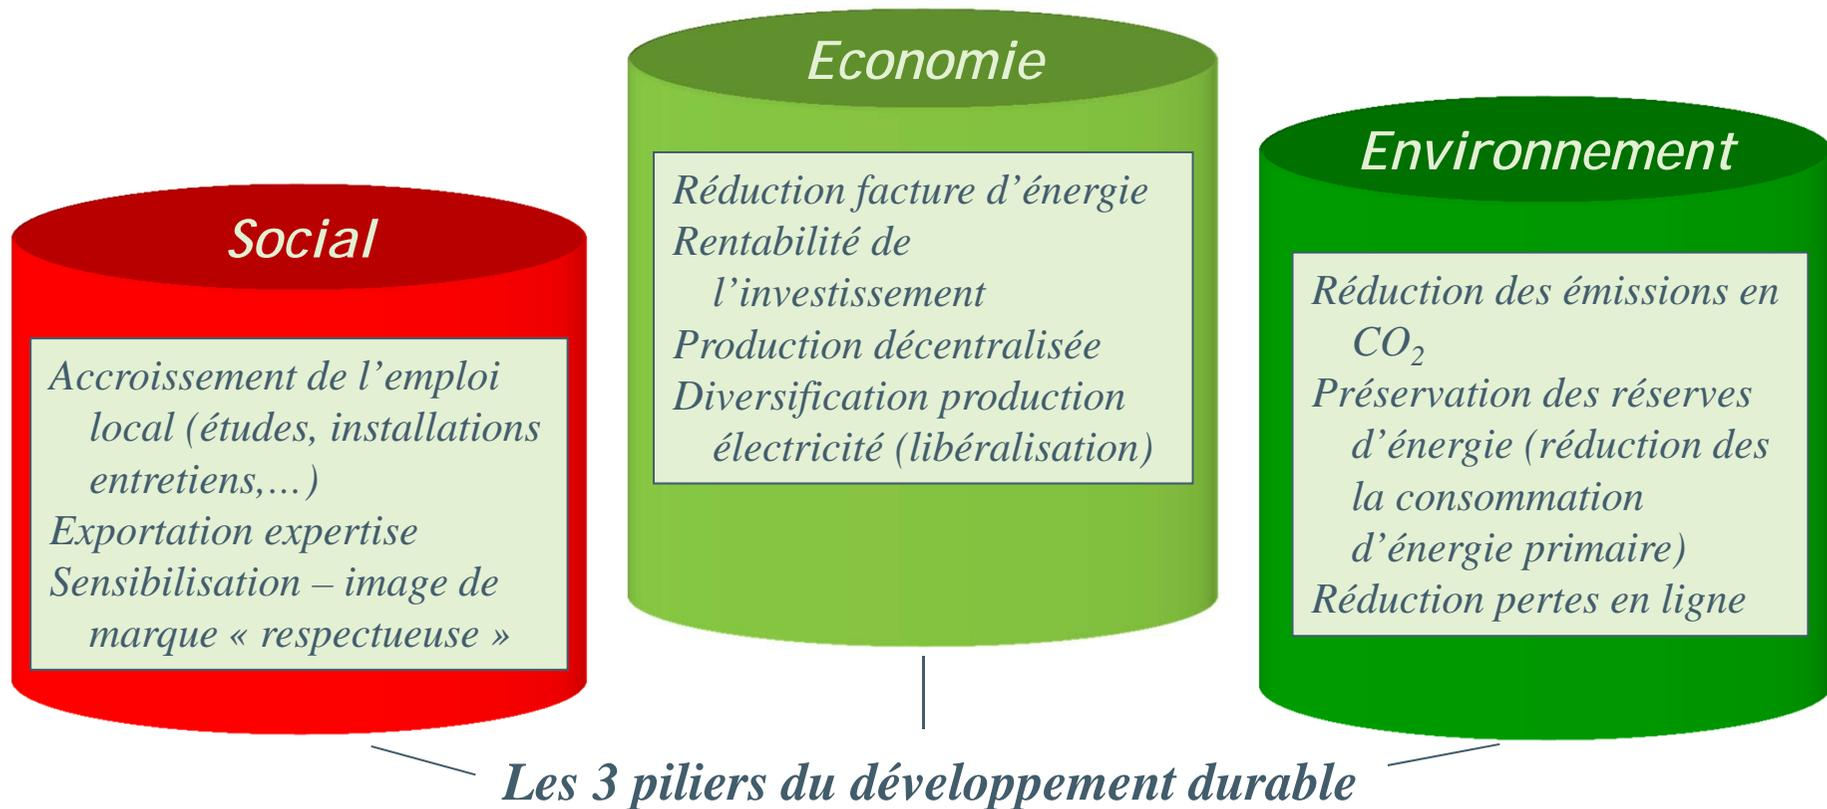 Social
Accroissement de l’emploi
local (études, installations
entretiens,…)
Exportation expertise
Sensibilisation – image de
marque « respectueuse »
Economie
Réduction facture d’énergie
Rentabilité de
l’investissement
Production décentralisée
Diversification production
électricité (libéralisation)
Environnement
Réduction des émissions en
CO₂
Préservation des réserves
d’énergie (réduction des
la consommation
d’énergie primaire)
Réduction pertes en ligne
Les 3 piliers du développement durable